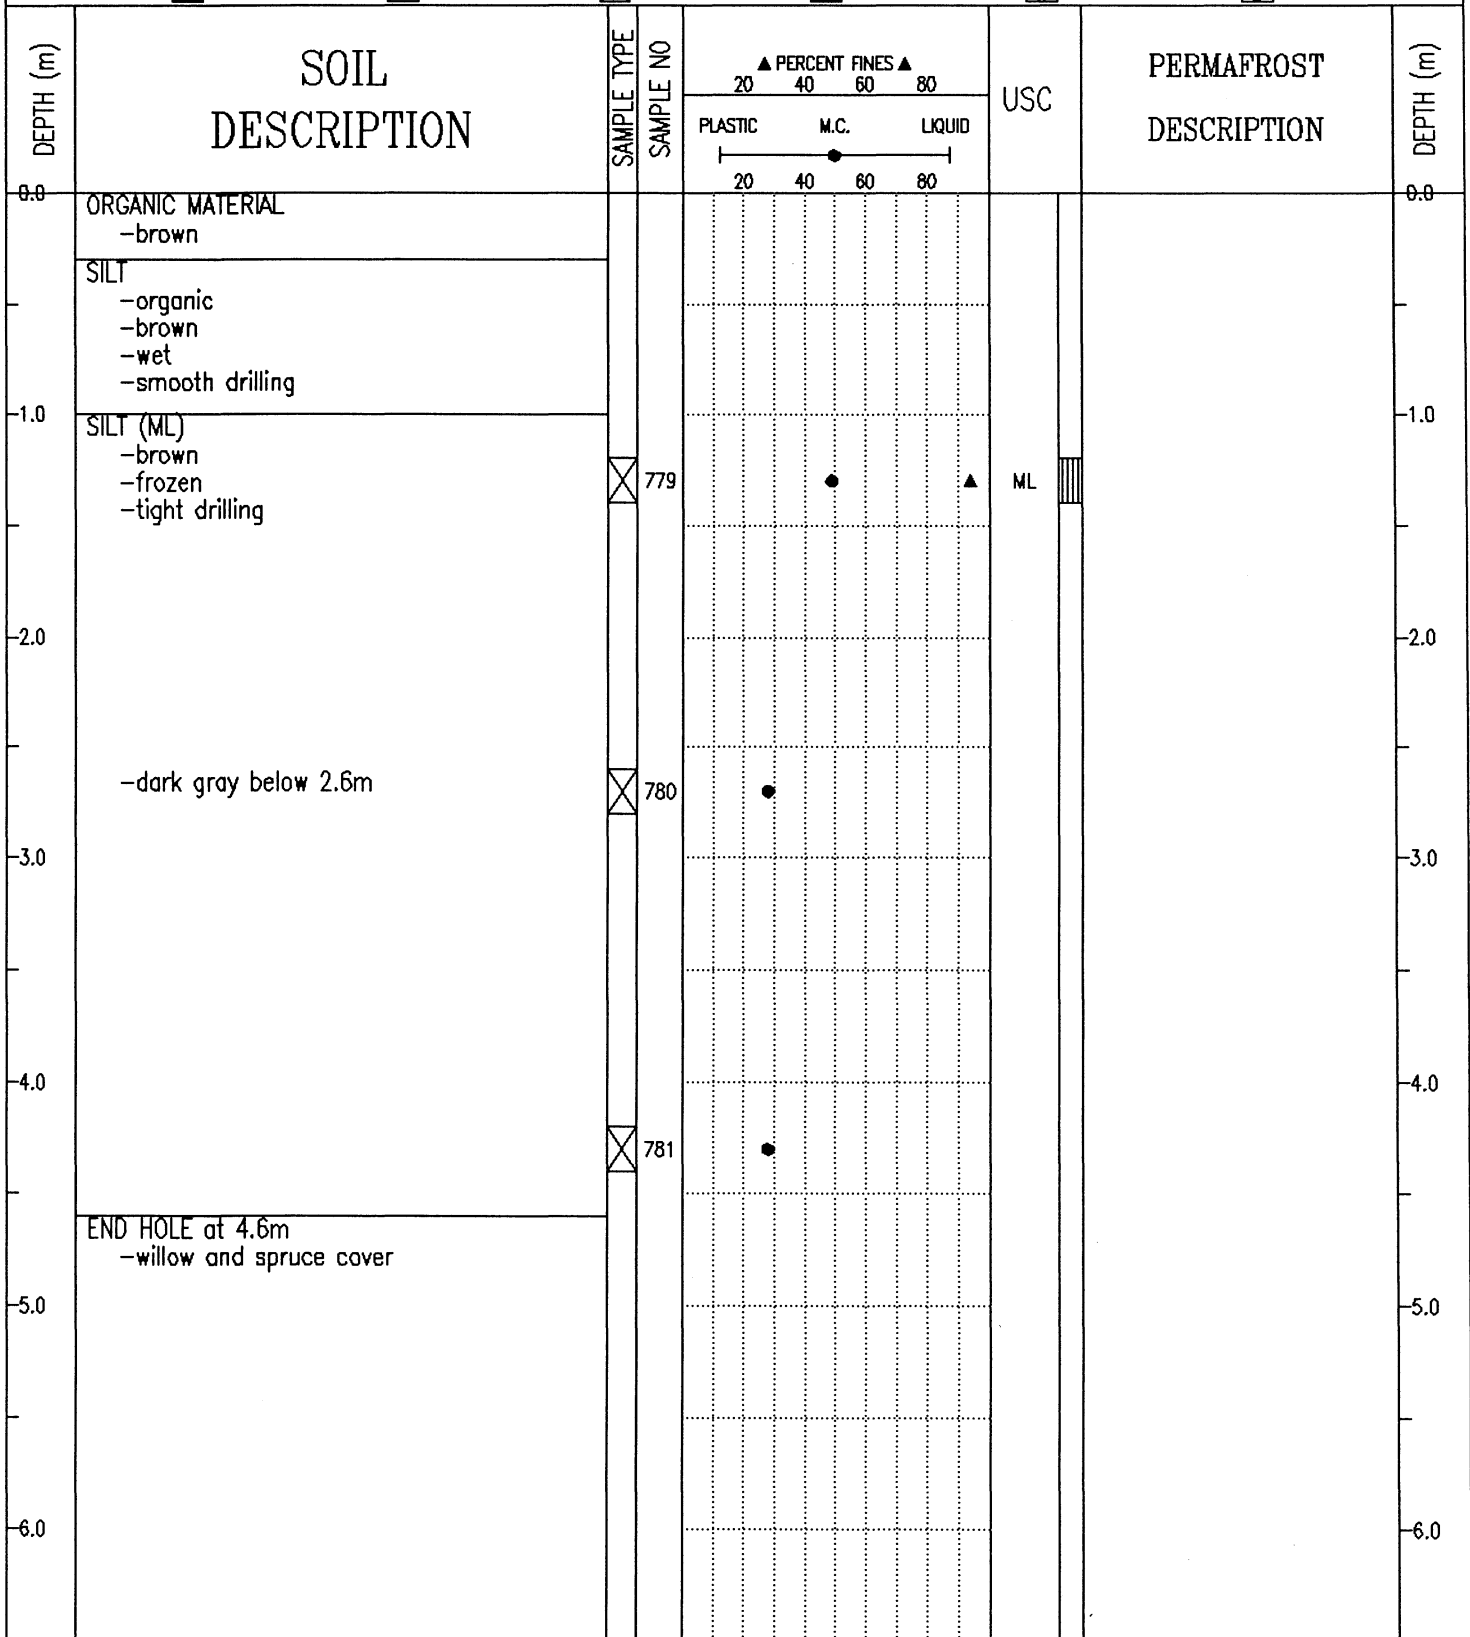 DEPTH (m)
SOIL
DESCRIPTION
SAMPLE TYPE
SAMPLE NO
▲ PERCENT FINES ▲
20 40 60 80
PLASTIC M.C. LIQUID
20 40 60 80
USC
PERMAFROST
DESCRIPTION
DEPTH (m)
0.0
ORGANIC MATERIAL
-brown
0.0
SILT
-organic
-brown
-wet
-smooth drilling
1.0
1.0
SILT (ML)
-brown
-frozen
-tight drilling
779
ML
2.0
2.0
-dark gray below 2.6m
780
3.0
3.0
4.0
4.0
781
END HOLE at 4.6m
-willow and spruce cover
5.0
5.0
6.0
6.0